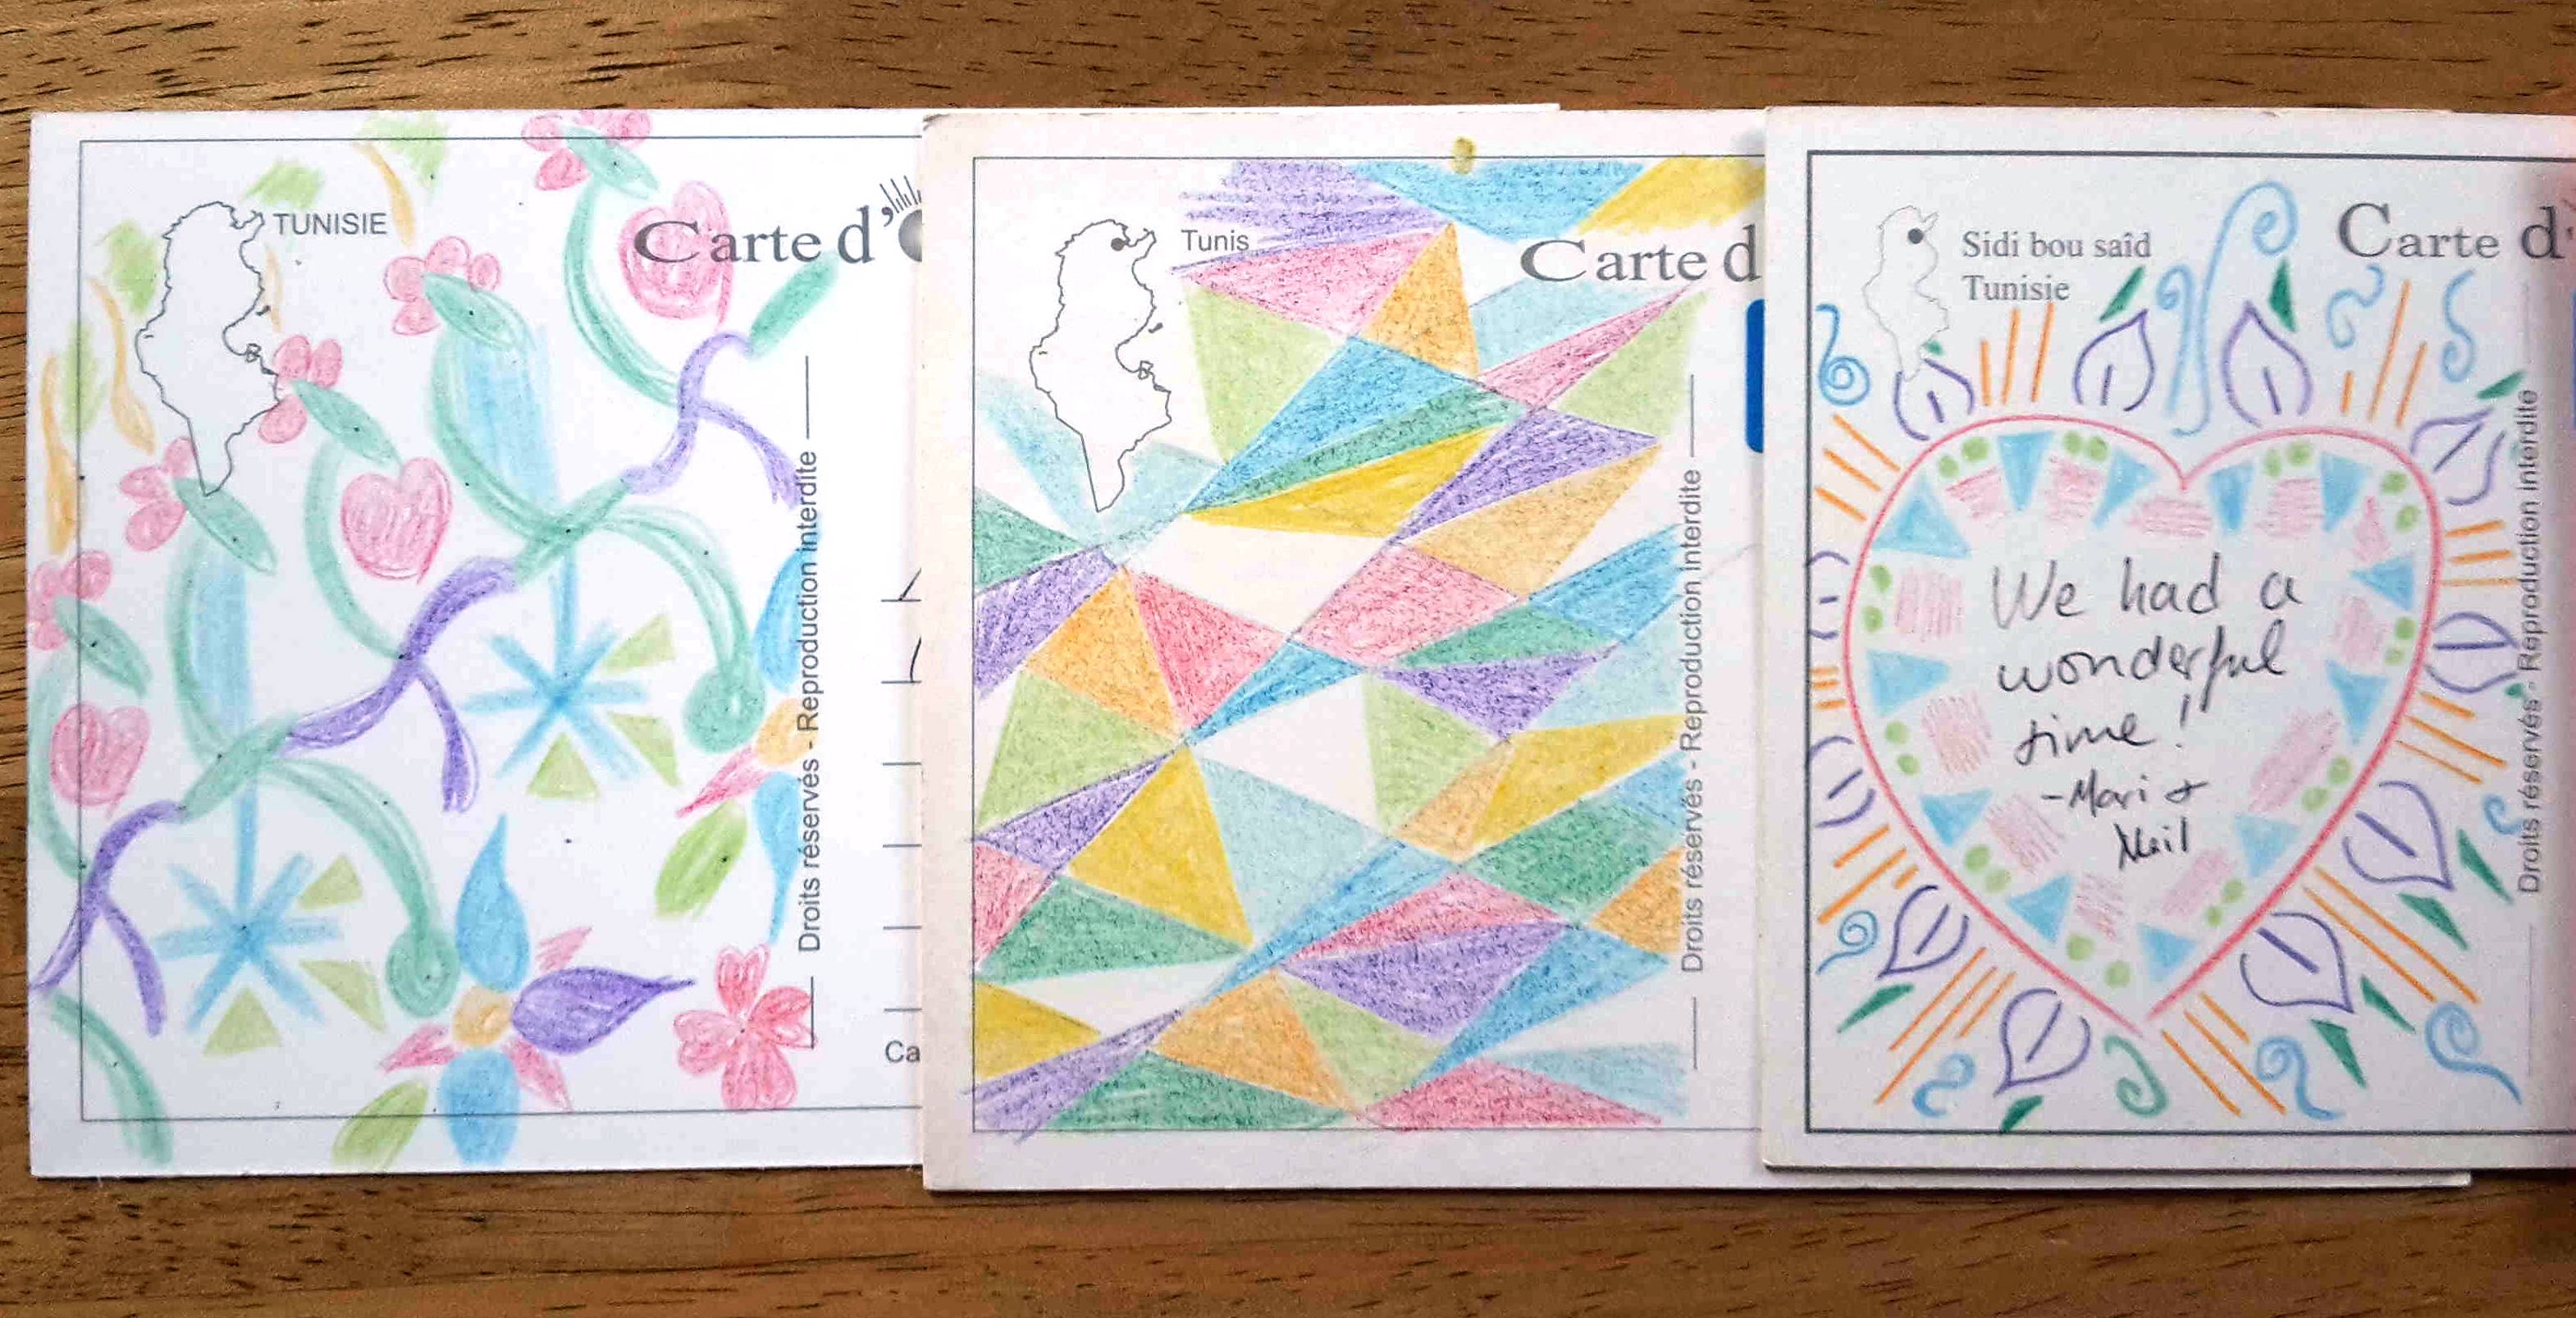 TUNISIE
Carte d'
Droits réservés - Reproduction interdite
Ca
Tunis
Carte d
Droits réservés - Reproduction interdite
Sidi bou saîd
Tunisie
Carte d'
We had a
wonderful
time!
- Mari +
Neil
Droits réservés - Reproduction interdite